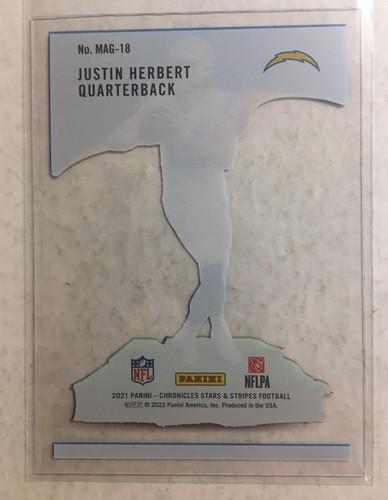 No. MAG-18
JUSTIN HERBERT
QUARTERBACK
NFL
PANINI
NFLPA
2021 PANINI – CHRONICLES STARS & STRIPES FOOTBALL
© 2022 Panini America, Inc. Produced in the USA.